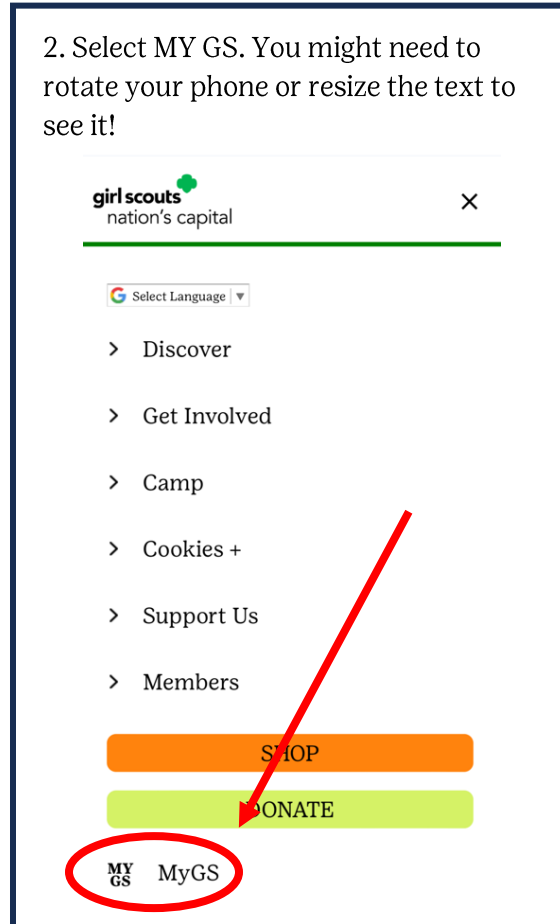 2. Select MY GS. You might need to
rotate your phone or resize the text to
see it!
girl scouts
nation's capital
Select Language
Discover
Get Involved
Camp
Cookies +
Support Us
Members
SHOP
DONATE
MY
GS
MyGS